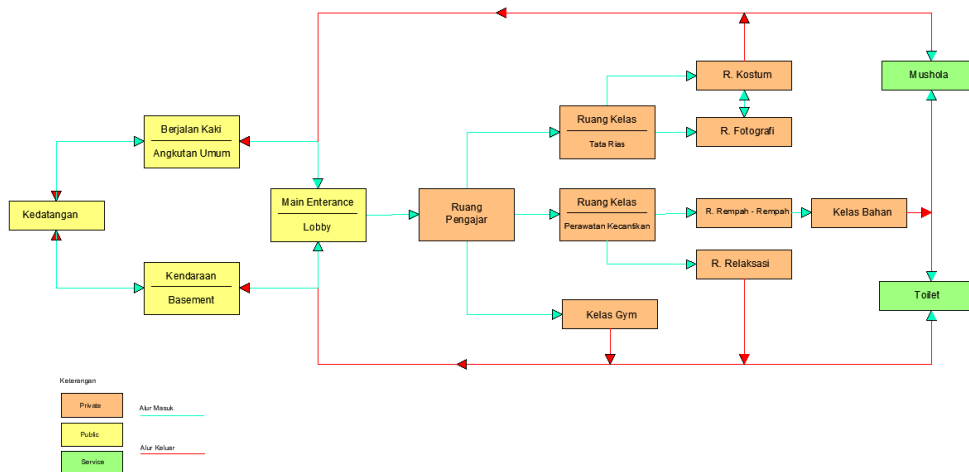 R. Kostum
Mushola
Berjalan Kaki
Angkutan Umum
Ruang Kelas
Tata Rias
R. Fotografi
Kedatangan
Main Enterance
Lobby
Ruang
Pengajar
Ruang Kelas
Perawatan Kecantikan
R. Rempah - Rempah
Kelas Bahan
R. Relaksasi
Kendaraan
Basement
Toilet
Kelas Gym
Keterangan
Private
Alur Masuk
Public
Alur Keluar
Service